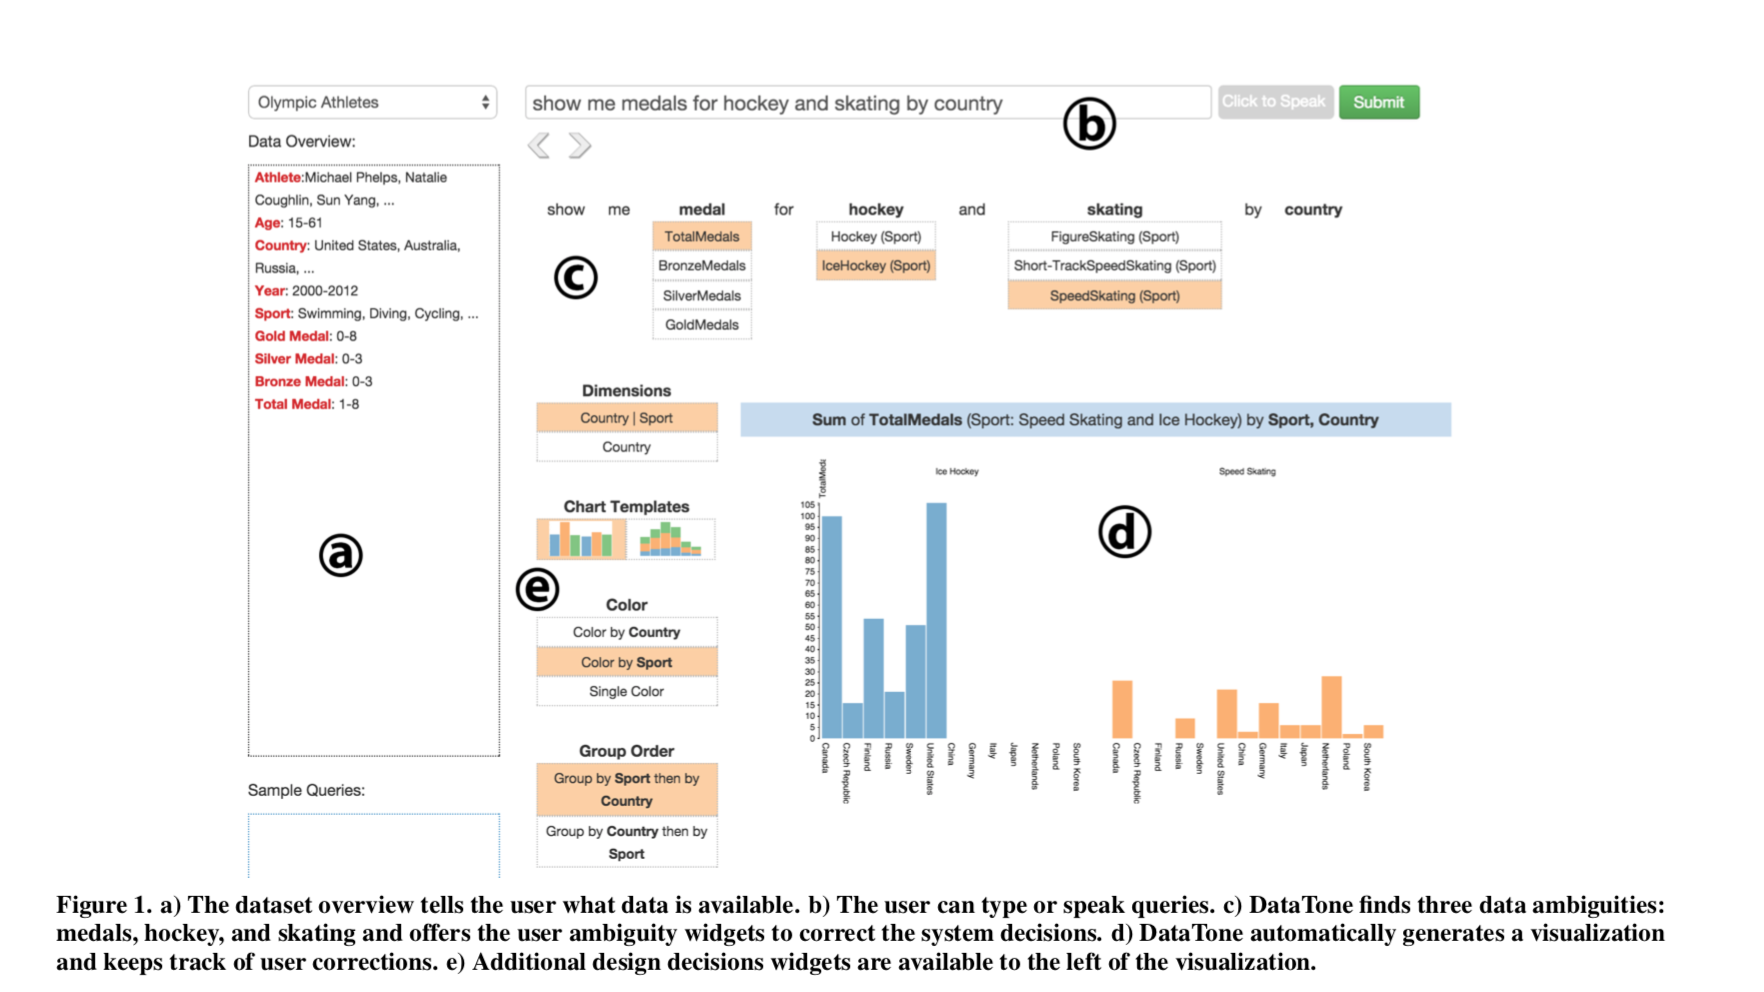 Olympic Athletes
show me medals for hockey and skating by country
Click to Speak
Submit
b
Data Overview:
Athlete:Michael Phelps, Natalie
Coughlin, Sun Yang, ...
Age: 15-61
Country: United States, Australia,
Russia, ...
Year: 2000-2012
Sport: Swimming, Diving, Cycling, ...
Gold Medal: 0-8
Silver Medal: 0-3
Bronze Medal: 0-3
Total Medal: 1-8
a
Sample Queries:
show me medal for hockey and skating by country
TotalMedals
BronzeMedals
SilverMedals
GoldMedals
Hockey (Sport)
IceHockey (Sport)
FigureSkating (Sport)
Short-TrackSpeedSkating (Sport)
SpeedSkating (Sport)
c
Dimensions
Country | Sport
Country
Chart Templates
e
Color
Color by Country
Color by Sport
Single Color
Group Order
Group by Sport then by
Country
Group by Country then by
Sport
Sum of TotalMedals (Sport: Speed Skating and Ice Hockey) by Sport, Country
TotalMeda
Ice Hockey
Speed Skating
d
105
100
95
90
85
80
75
70
65
60
55
50
45
40
35
30
25
20
15
10
5
0
Canada
Czech Republic
Finland
Russia
Sweden
United States
China
Germany
Italy
Japan
Netherlands
Poland
South Korea
Canada
Czech Republic
Finland
Russia
Sweden
United States
China
Germany
Italy
Japan
Netherlands
Poland
South Korea
Figure 1. a) The dataset overview tells the user what data is available. b) The user can type or speak queries. c) DataTone finds three data ambiguities:
medals, hockey, and skating and offers the user ambiguity widgets to correct the system decisions. d) DataTone automatically generates a visualization
and keeps track of user corrections. e) Additional design decisions widgets are available to the left of the visualization.